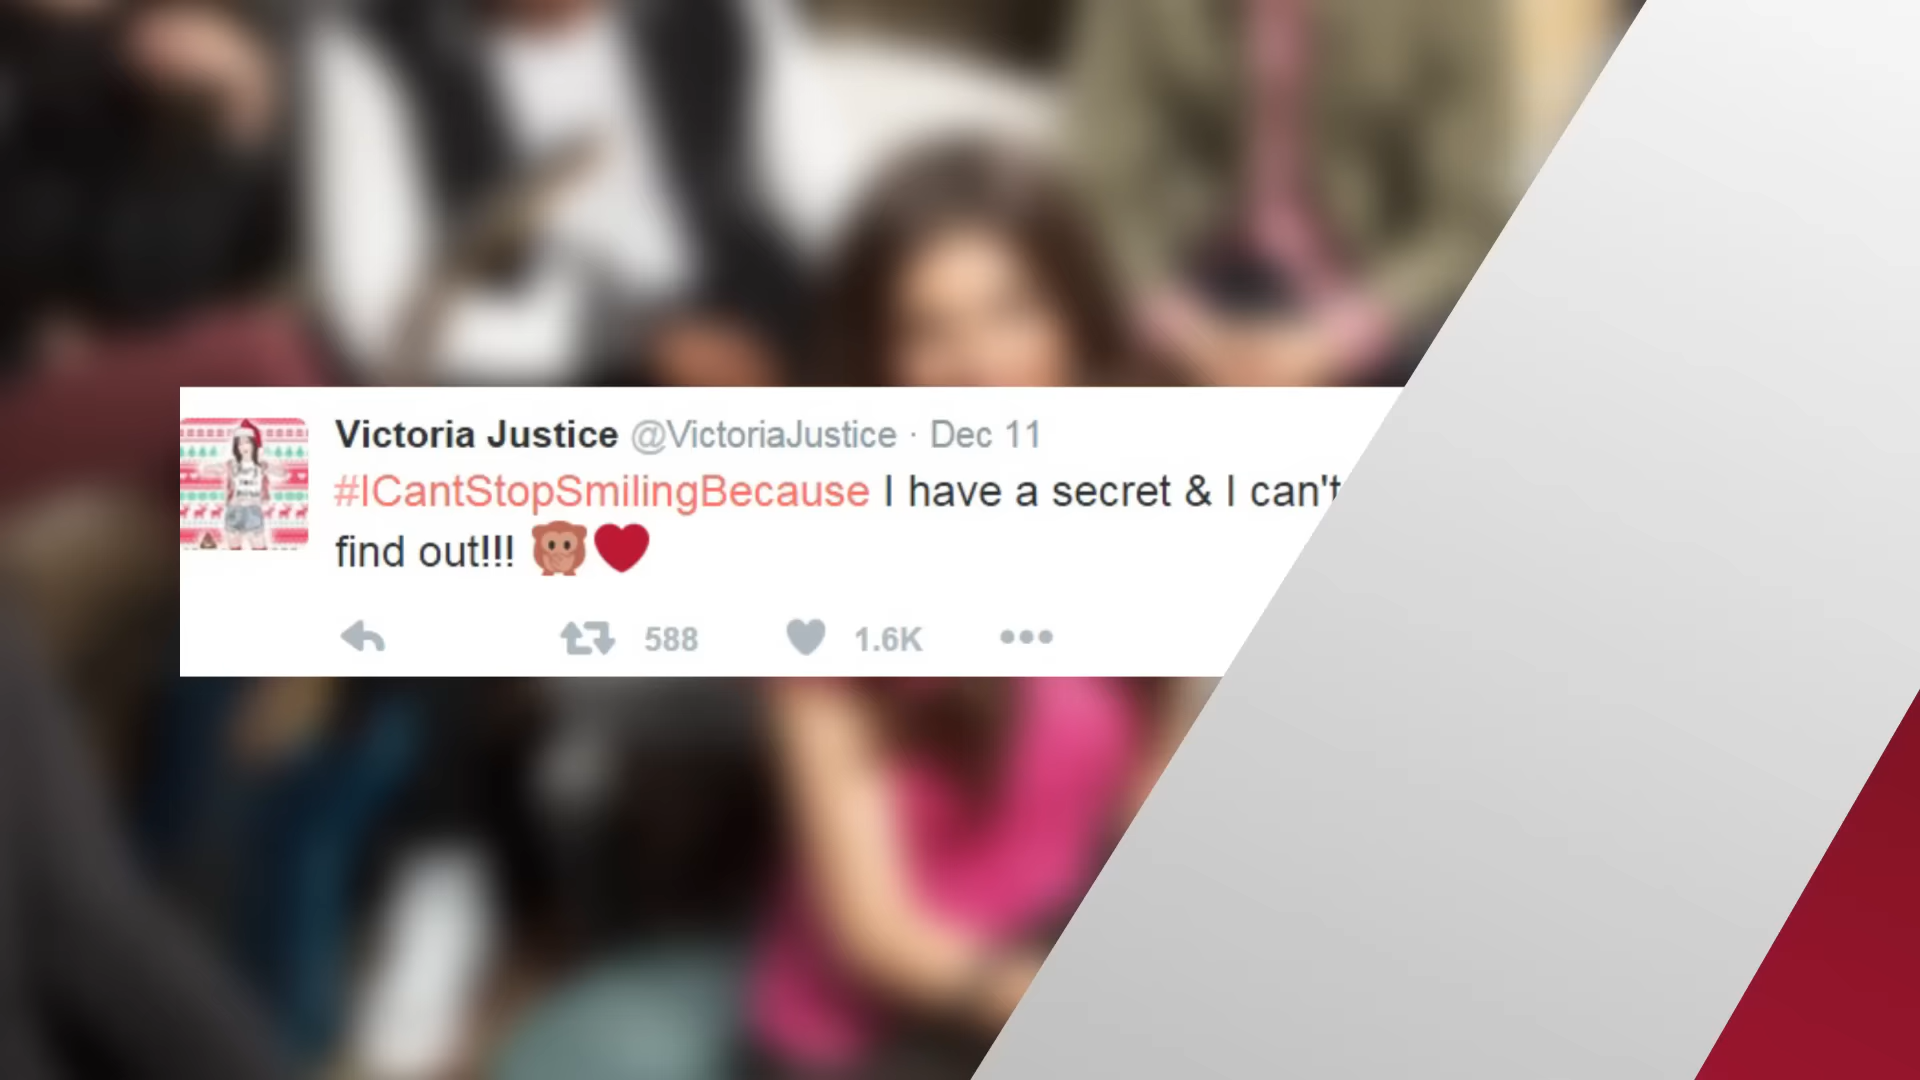 Victoria Justice @VictoriaJustice · Dec 11
#ICantStopSmilingBecause I have a secret & I can't
find out!!! 🙊❤
588 1.6K